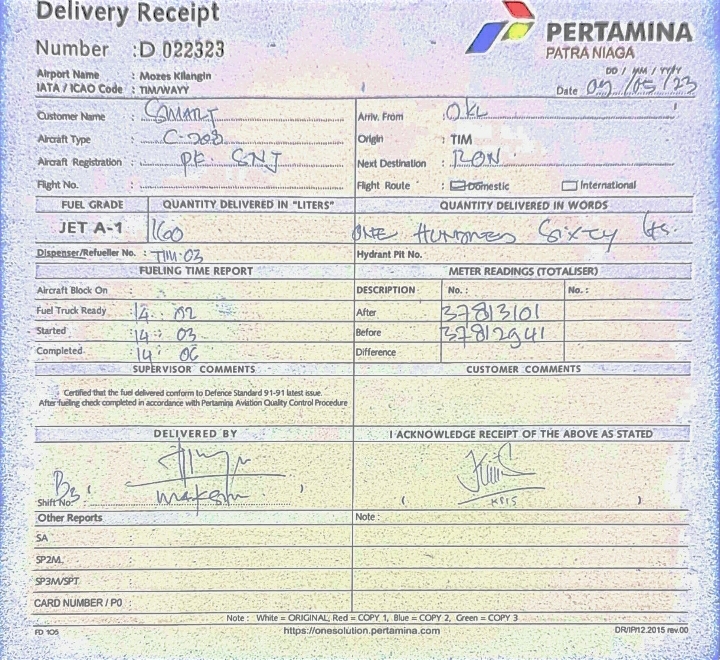 Delivery Receipt
PERTAMINA
PATRA NIAGA
Number :D 022323
DD / MM / YYYY
Airport Name : Mozes Kilangin
IATA / ICAO Code : TIM/WAYY
Date 09/05/23
Customer Name : SMART Arriv. From : OKL
Aircraft Type : C-208 Origin : TIM
Aircraft Registration : PK. SNJ Next Destination : RON.
Flight No. : Flight Route : Domestic International
FUEL GRADE QUANTITY DELIVERED IN "LITERS" QUANTITY DELIVERED IN WORDS
JET A-1 160 ONE HUNDRED SIXTY Lts.
Dispenser/Refueller No. : TIM-03 Hydrant Pit No.
FUELING TIME REPORT METER READINGS (TOTALISER)
Aircraft Block On : DESCRIPTION No. : No. :
Fuel Truck Ready : 14 : 02 After 37813101
Started : 14 : 03 Before 37812941
Completed : 14 : 06 Difference
SUPERVISOR COMMENTS CUSTOMER COMMENTS
Certified that the fuel delivered conform to Defence Standard 91-91 latest issue.
After fueling check completed in accordance with Pertamina Aviation Quality Control Procedure
DELIVERED BY I ACKNOWLEDGE RECEIPT OF THE ABOVE AS STATED
Shift No. : ( ) ( KRIS )
Other Reports Note :
SA :
SP2M. :
SP3M/SPT :
CARD NUMBER / PO :
Note : White = ORIGINAL, Red = COPY 1, Blue = COPY 2, Green = COPY 3
FD 105 https://onesolution.pertamina.com DR/IP/12.2015 rev.00